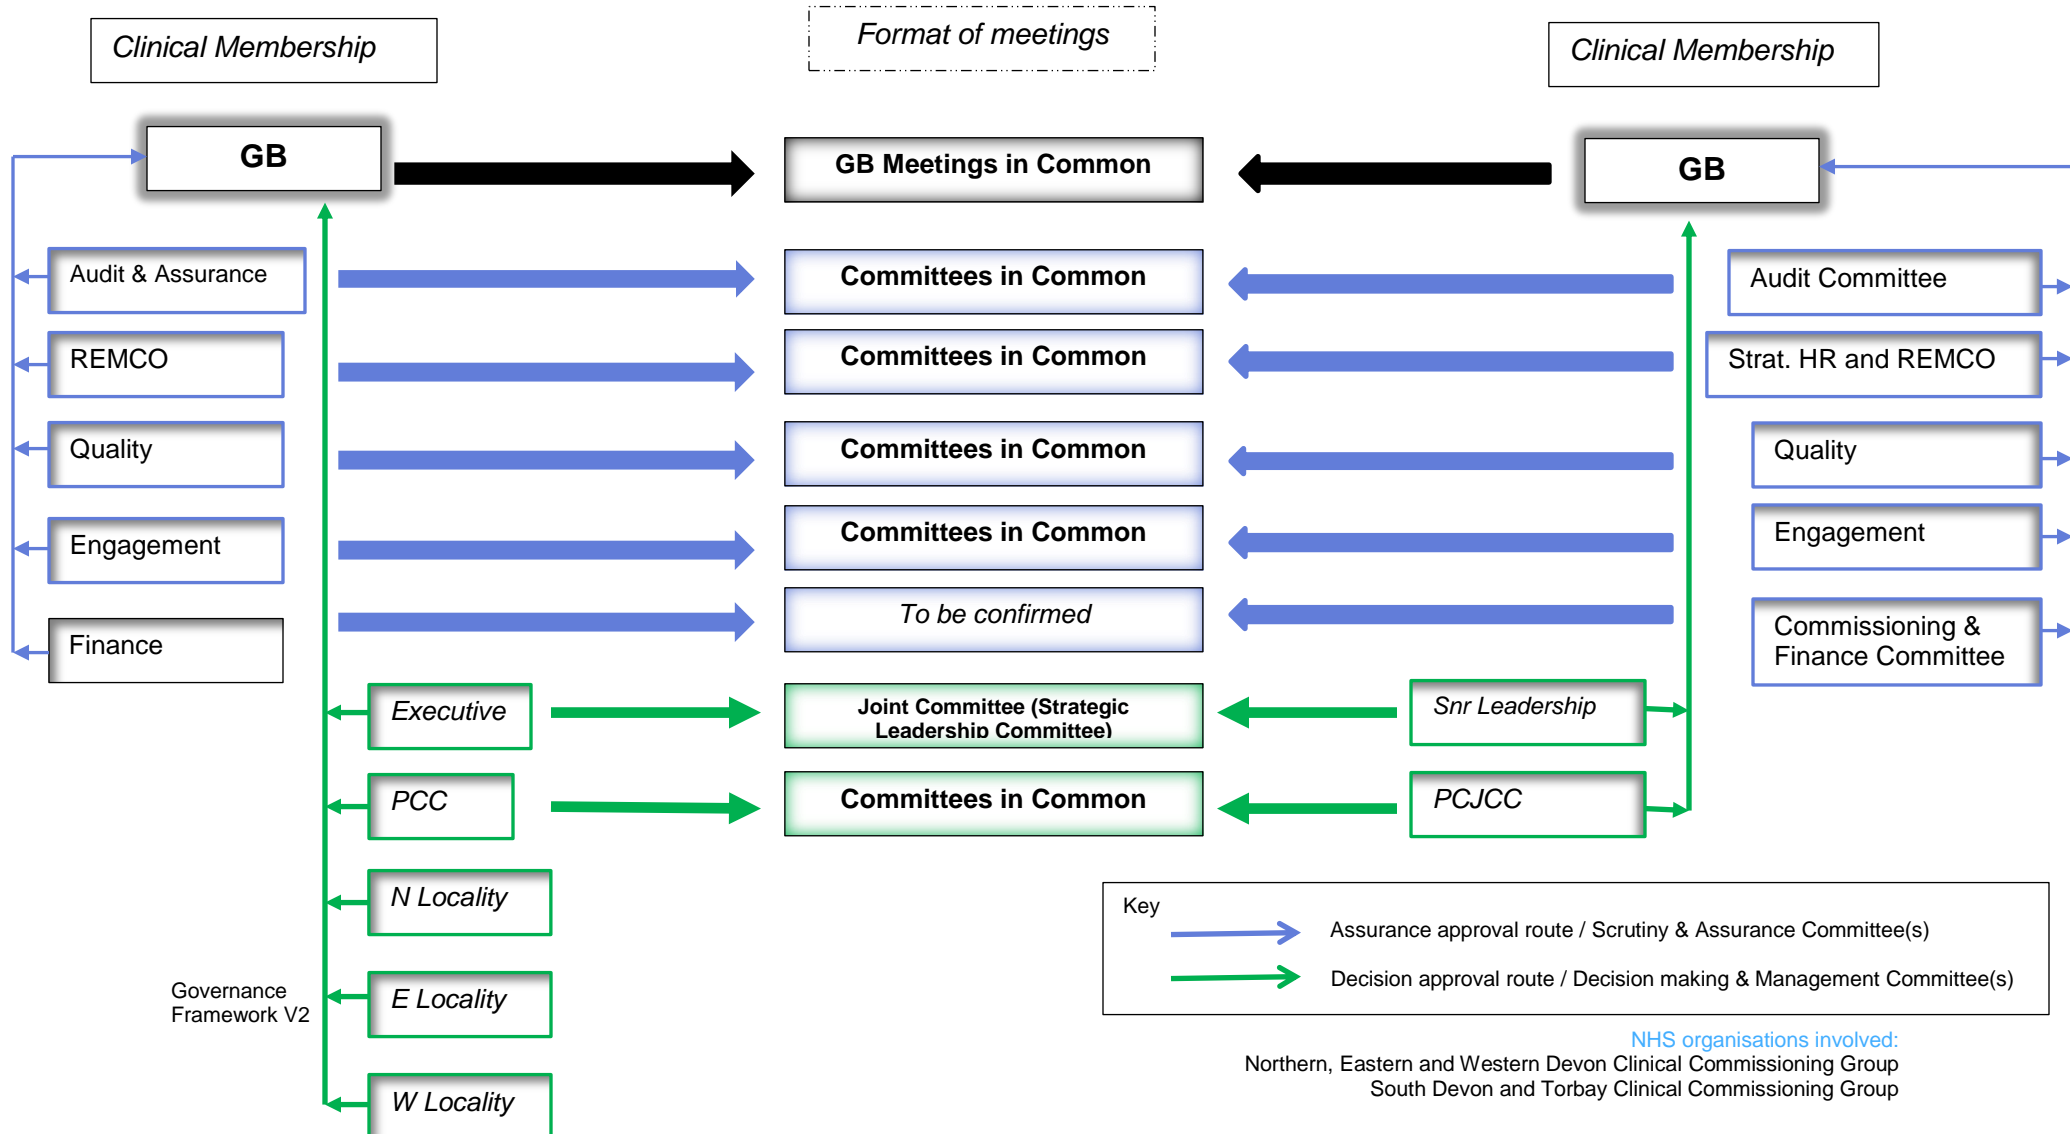 Clinical Membership
Format of meetings
Clinical Membership
GB
GB Meetings in Common
GB
Audit & Assurance
Committees in Common
Audit Committee
REMCO
Committees in Common
Strat. HR and REMCO
Quality
Committees in Common
Quality
Engagement
Committees in Common
Engagement
Finance
To be confirmed
Commissioning &
Finance Committee
Executive
Joint Committee (Strategic
Leadership Committee)
Snr Leadership
PCC
Committees in Common
PCJCC
N Locality
E Locality
W Locality
Governance
Framework V2
Key
Assurance approval route / Scrutiny & Assurance Committee(s)
Decision approval route / Decision making & Management Committee(s)
NHS organisations involved:
Northern, Eastern and Western Devon Clinical Commissioning Group
South Devon and Torbay Clinical Commissioning Group